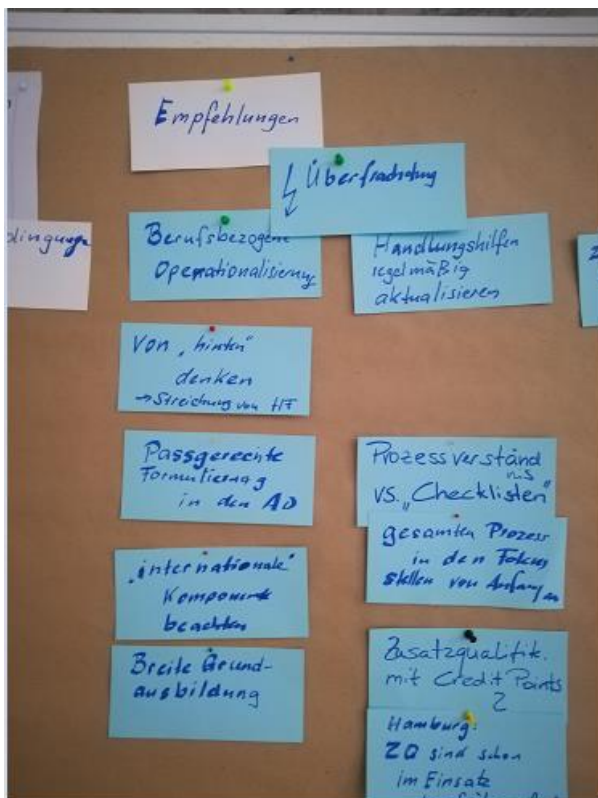 Empfehlungen
Überfrachtung
dingunge
Berufsbezogene
Operationalisierung
Handlungshilfen
regelmäßig
aktualisieren
Von "hinten"
denken
→ Streichung von HF
Passgerechte
Formulierung
in den AO
Prozessverständ
nis
vs. "Checklisten"
gesamten Prozess
in den Fokus
stellen von Anfang an
"internationale"
Komponente
beachten
Breite Grund-
ausbildung
Zusatzqualifik.
mit Credit Points
Hamburg:
ZQ sind schon
im Einsatz